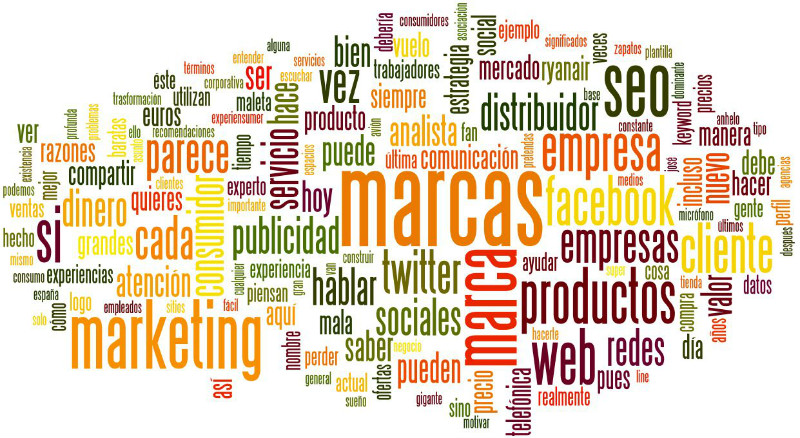 consumidores
asociación
social
ejemplo
significados
veces
zapatos
plantilla
debería
vuelo
bien
alguna
entender
servicios
términos
ser
escuchar
vez
trabajadores
estrategia
mercado
ryanair
seo
dominante
precios
éste
corporativa
trasformación
utilizan
maleta
hace
siempre
distribuidor
base
keyword
anhelo
profunda
problemas
euros
experiensumer
producto
avión
analista
fan
constante
manera
tipo
ver
baratas
ello
recomendaciones
tiempo
servicio
espacios
puede
última
comunicación
pretendas
empresa
josé
debe
agencias
existencia
razones
parece
compartir
clientes
experto
hoy
marcas
medios
incluso
nuevo
hacer
podemos
mejor
quieres
consumidor
importante
facebook
micrófono
gente
perfil
ventas
dinero
publicidad
últimos
hecho
si
grandes
cada
construir
twitter
marca
empresas
cliente
despues
mismo
cualquier
experiencia
van
ayudar
super
cosa
consumo
experiencias
atención
piensan
gran
hablar
productos
tienda
valor
datos
españa
logo
empleados
sitios
fácil
aquí
sociales
compra
años
solo
cómo
marketing
mala
saber
negocio
hacerle
web
redes
día
nombre
perder
ofertas
pueden
pues
line
así
general
actual
precio
telefónica
realmente
sueño
gigante
sino
motivar